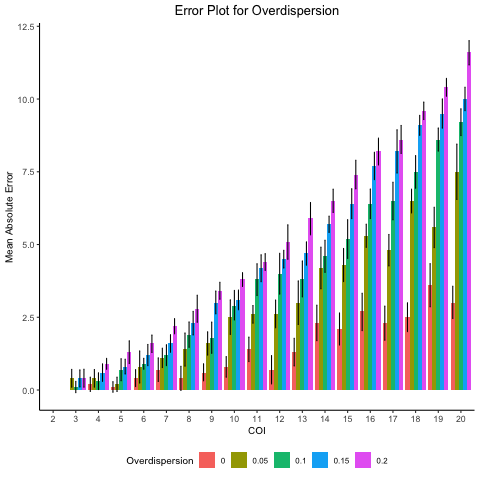 Error Plot for Overdispersion
12.5
10.0
7.5
5.0
2.5
0.0
Mean Absolute Error
2 3 4 5 6 7 8 9 10 11 12 13 14 15 16 17 18 19 20
COI
Overdispersion 0 0.05 0.1 0.15 0.2